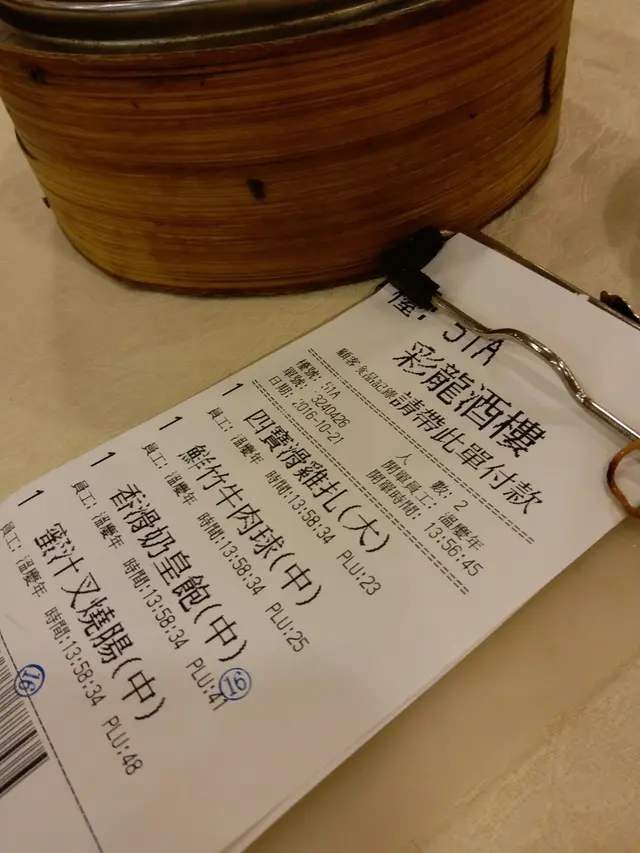 檯: 51A
彩龍酒樓
請帶此單付款
顧客食品記錄
檯號: 51A 人 數: 2
單號: 3240426 開單員工: 溫慶年
日期: 2016-10-21 開單時間: 13:56:45
1 四寶滑雞扎(大)
員工: 溫慶年 時間:13:58:34 PLU:23
1 鮮竹牛肉球(中)
員工: 溫慶年 時間:13:58:34 PLU:25
1 香滑奶皇飽(中)
員工: 溫慶年 時間:13:58:34 PLU:41
1 蜜汁叉燒腸(中)
員工: 溫慶年 時間:13:58:34 PLU:48
16